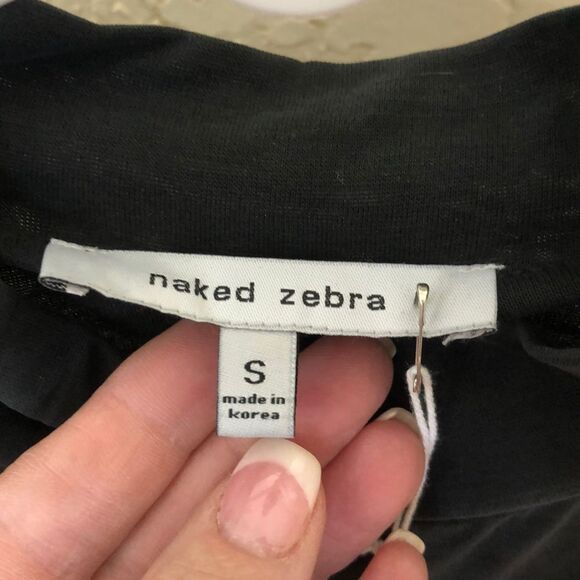 naked zebra
S
made in
korea